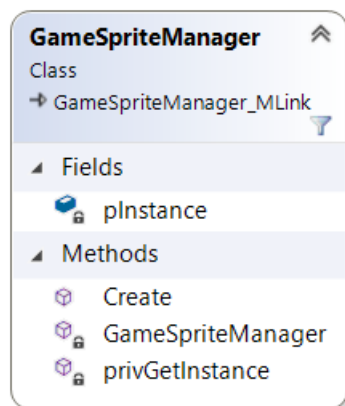 GameSpriteManager
Class
GameSpriteManager_MLink
Fields
pInstance
Methods
Create
GameSpriteManager
privGetInstance